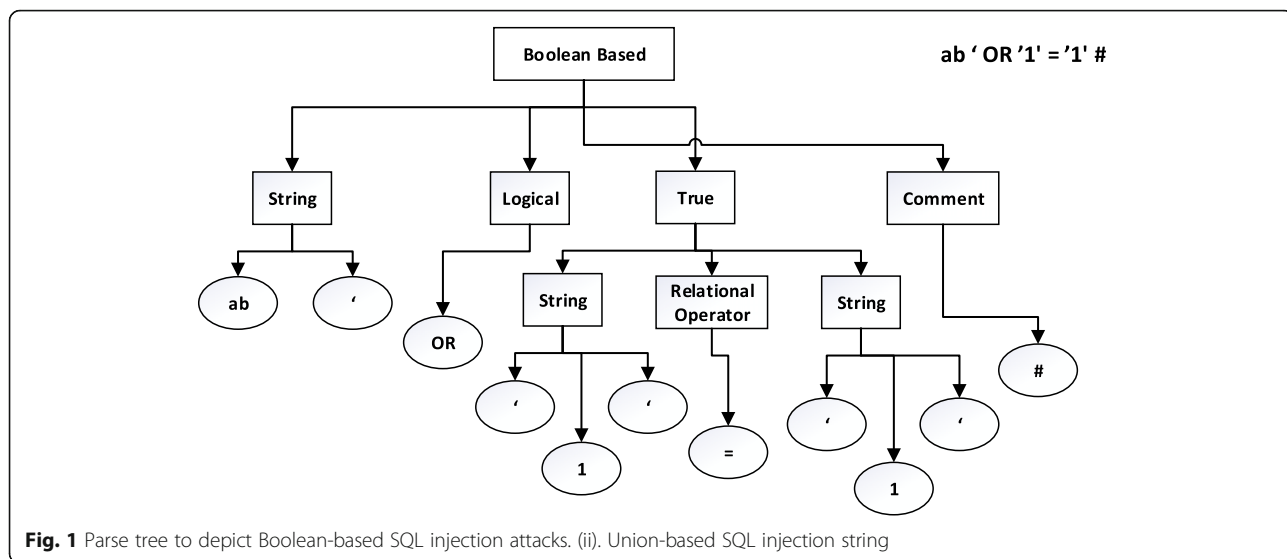 Boolean Based
ab ‘ OR ’1' = ’1' #
String
Logical
True
Comment
ab
‘
OR
String
Relational
Operator
String
#
‘
‘
‘
‘
1
=
1
Fig. 1 Parse tree to depict Boolean-based SQL injection attacks. (ii). Union-based SQL injection string